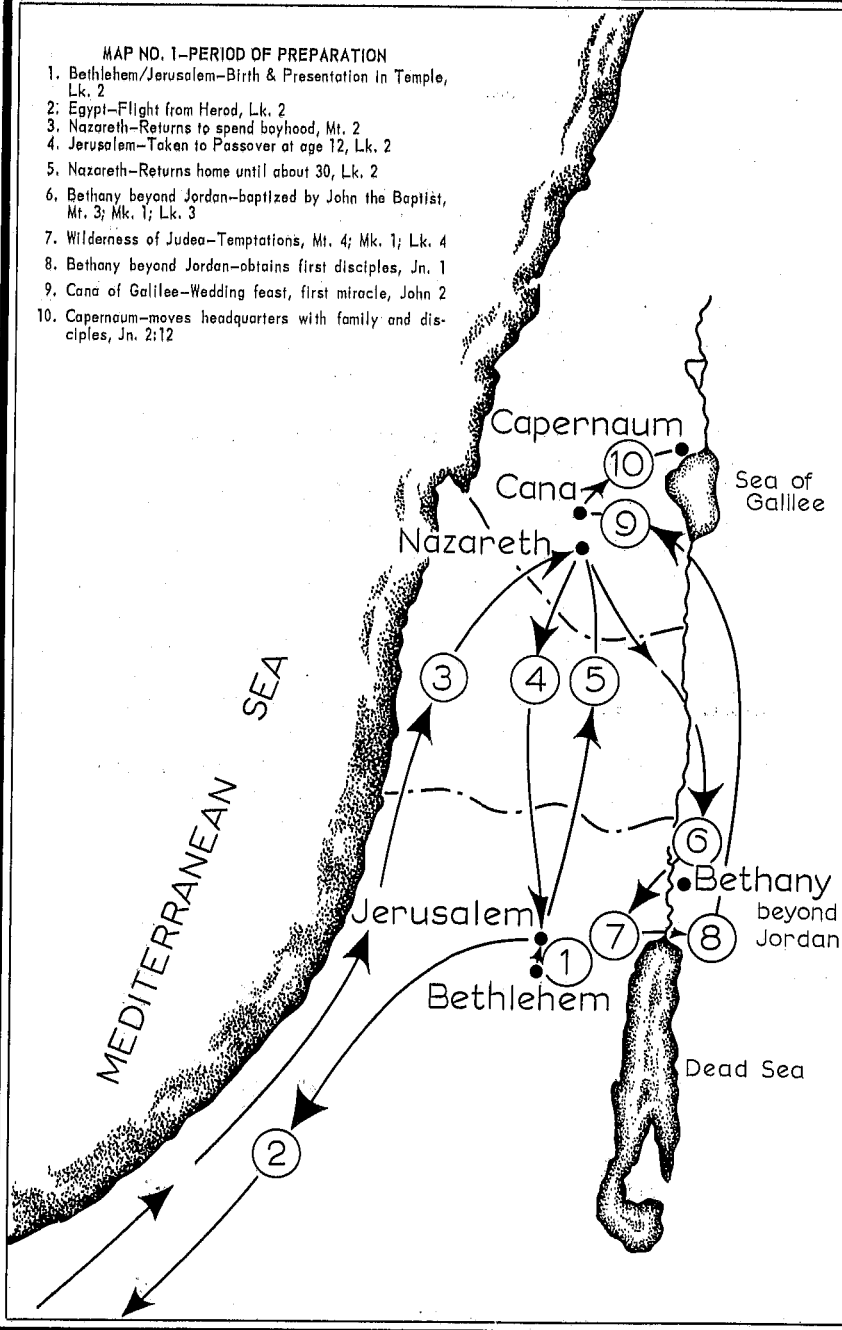 MAP NO. 1–PERIOD OF PREPARATION
1. Bethlehem/Jerusalem–Birth & Presentation in Temple,
Lk. 2
2. Egypt–Flight from Herod, Lk. 2
3. Nazareth–Returns to spend boyhood, Mt. 2
4. Jerusalem–Taken to Passover at age 12, Lk. 2
5. Nazareth–Returns home until about 30, Lk. 2
6. Bethany beyond Jordan–baptized by John the Baptist,
Mt. 3; Mk. 1; Lk. 3
7. Wilderness of Judea–Temptations, Mt. 4; Mk. 1; Lk. 4
8. Bethany beyond Jordan–obtains first disciples, Jn. 1
9. Cana of Galilee–Wedding feast, first miracle, John 2
10. Capernaum–moves headquarters with family and dis-
ciples, Jn. 2:12
Capernaum
10
Cana
Sea of
Galilee
9
Nazareth
3
4
5
MEDITERRANEAN SEA
6
Bethany
beyond
Jordan
Jerusalem
7
8
1
Bethlehem
Dead Sea
2